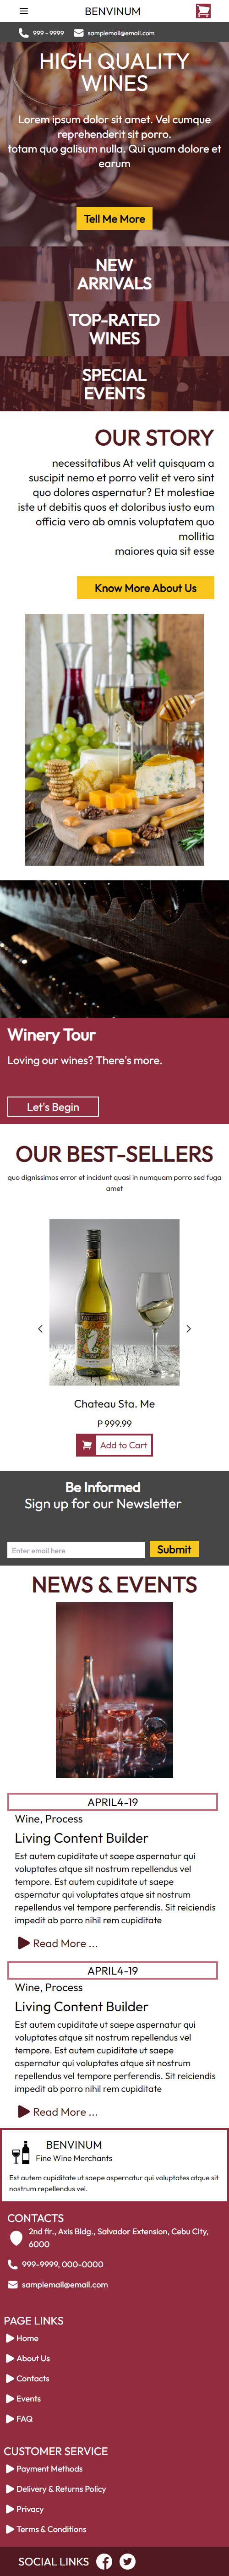 BENVINUM
999 - 9999 samplemail@email.com
HIGH QUALITY
WINES
Lorem ipsum dolor sit amet. Vel cumque
reprehenderit sit porro.
totam quo galisum nulla. Qui quam dolore et
earum
Tell Me More
NEW
ARRIVALS
TOP-RATED
WINES
SPECIAL
EVENTS
OUR STORY
necessitatibus At velit quisquam a
suscipit nemo et porro velit et vero sint
quo dolores aspernatur? Et molestiae
iste ut debitis quos et doloribus iusto eum
officia vero ab omnis voluptatem quo
mollitia
maiores quia sit esse
Know More About Us
Winery Tour
Loving our wines? There's more.
Let's Begin
OUR BEST-SELLERS
quo dignissimos error et incidunt quasi in numquam porro sed fuga
amet
Chateau Sta. Me
P 999.99
Add to Cart
Be Informed
Sign up for our Newsletter
Enter email here
Submit
NEWS & EVENTS
APRIL4-19
Wine, Process
Living Content Builder
Est autem cupiditate ut saepe aspernatur qui
voluptates atque sit nostrum repellendus vel
tempore. Est autem cupiditate ut saepe
aspernatur qui voluptates atque sit nostrum
repellendus vel tempore perferendis. Sit reiciendis
impedit ab porro nihil rem cupiditate
Read More ...
APRIL4-19
Wine, Process
Living Content Builder
Est autem cupiditate ut saepe aspernatur qui
voluptates atque sit nostrum repellendus vel
tempore. Est autem cupiditate ut saepe
aspernatur qui voluptates atque sit nostrum
repellendus vel tempore perferendis. Sit reiciendis
impedit ab porro nihil rem cupiditate
Read More ...
BENVINUM
Fine Wine Merchants
Est autem cupiditate ut saepe aspernatur qui voluptates atque sit
nostrum repellendus vel.
CONTACTS
2nd flr., Axis Bldg., Salvador Extension, Cebu City,
6000
999-9999, 000-0000
samplemail@email.com
PAGE LINKS
Home
About Us
Contacts
Events
FAQ
CUSTOMER SERVICE
Payment Methods
Delivery & Returns Policy
Privacy
Terms & Conditions
SOCIAL LINKS